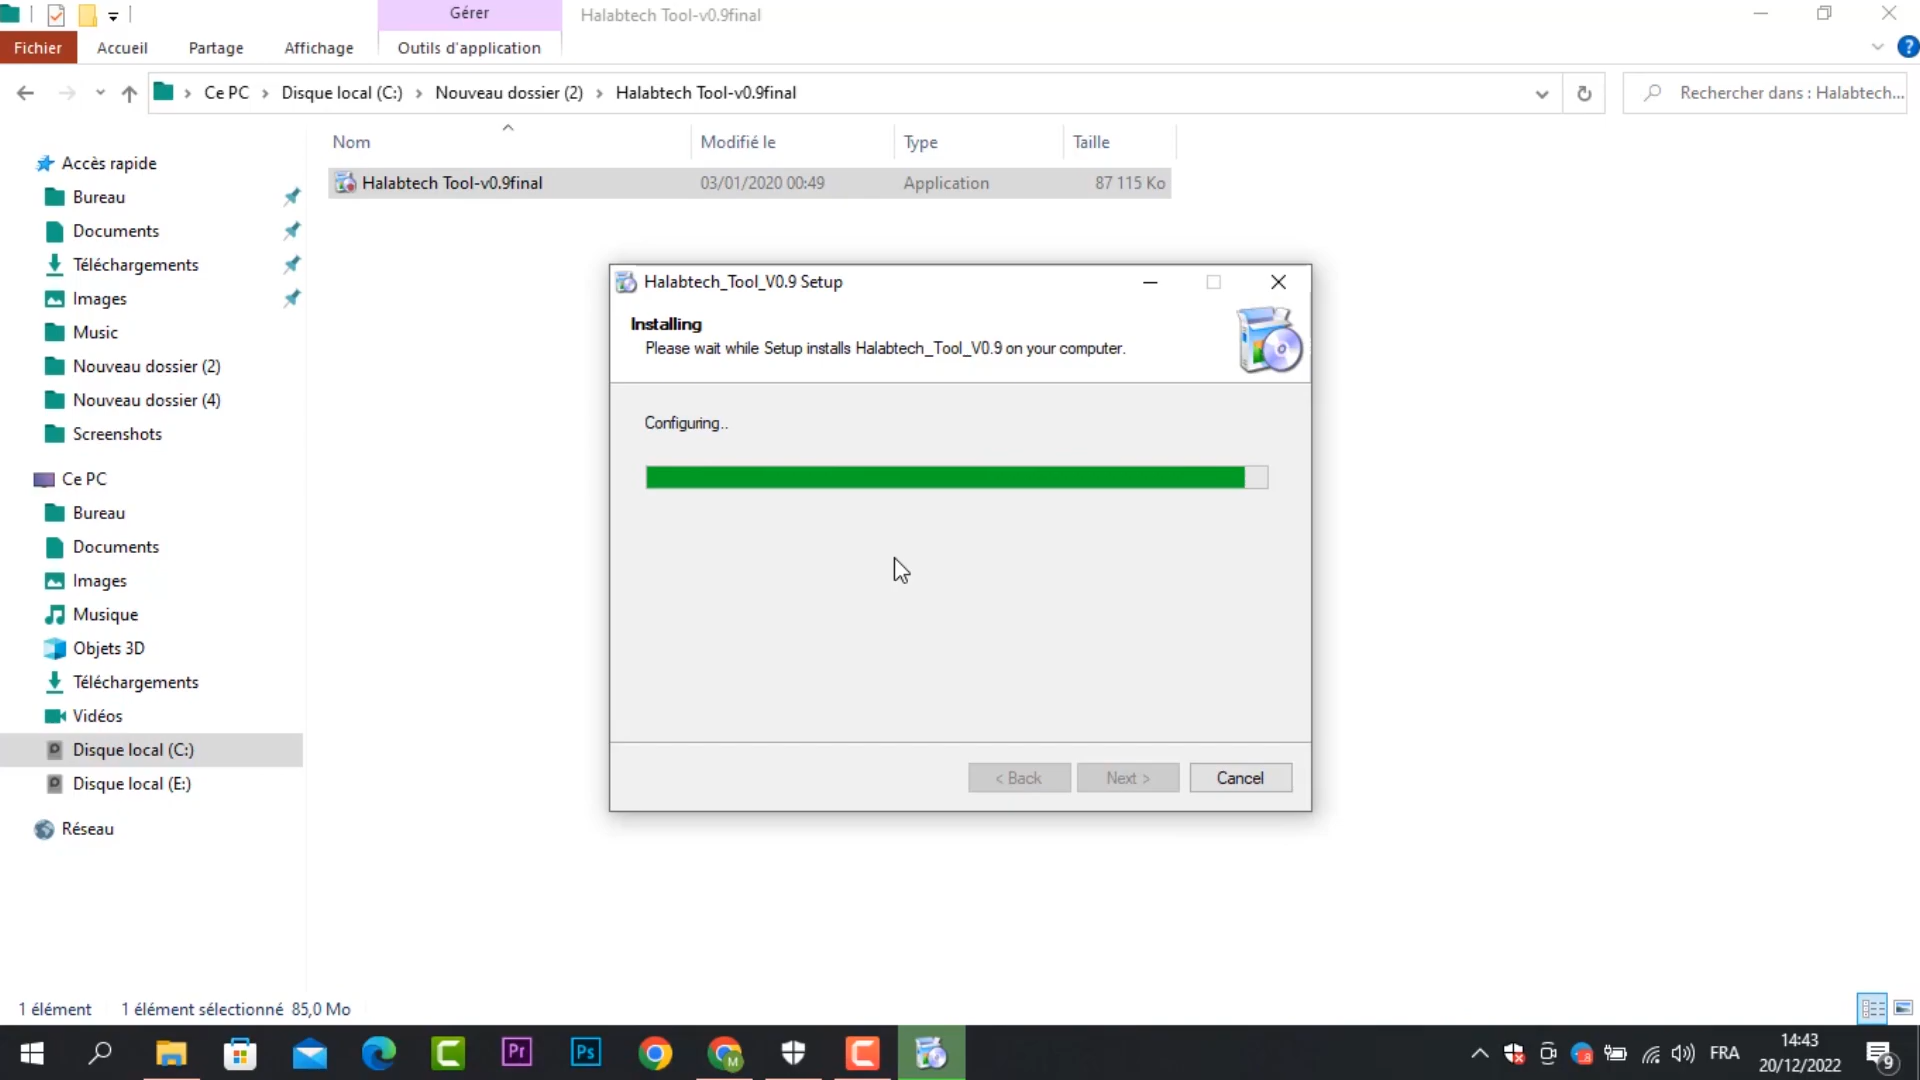 Gérer
Halabtech Tool-v0.9final
Fichier
Accueil
Partage
Affichage
Outils d'application
?
Ce PC > Disque local (C:) > Nouveau dossier (2) > Halabtech Tool-v0.9final
Rechercher dans : Halabtech...
Nom
Modifié le
Type
Taille
Halabtech Tool-v0.9final
03/01/2020 00:49
Application
87 115 Ko
Accès rapide
Bureau
Documents
Téléchargements
Images
Music
Nouveau dossier (2)
Nouveau dossier (4)
Screenshots
Ce PC
Bureau
Documents
Images
Musique
Objets 3D
Téléchargements
Vidéos
Disque local (C:)
Disque local (E:)
Réseau
Halabtech_Tool_V0.9 Setup
Installing
Please wait while Setup installs Halabtech_Tool_V0.9 on your computer.
Configuring..
< Back
Next >
Cancel
1 élément
1 élément sélectionné 85,0 Mo
Pr
Ps
M
FRA
14:43
20/12/2022
9